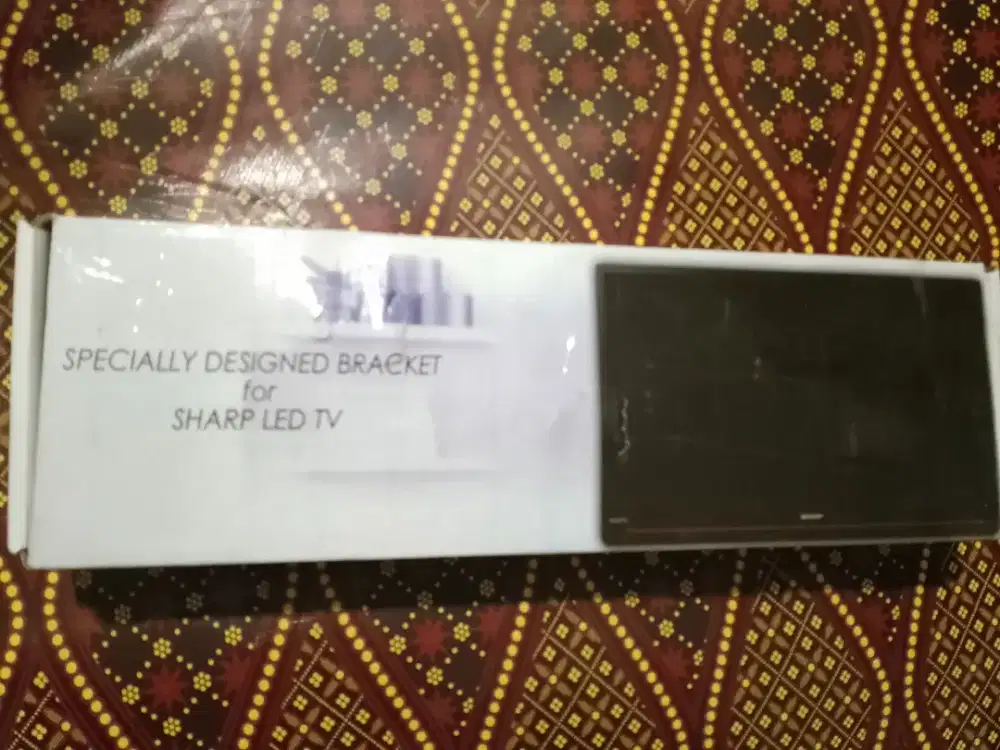 SPECIALLY DESIGNED BRACKET
for
SHARP LED TV